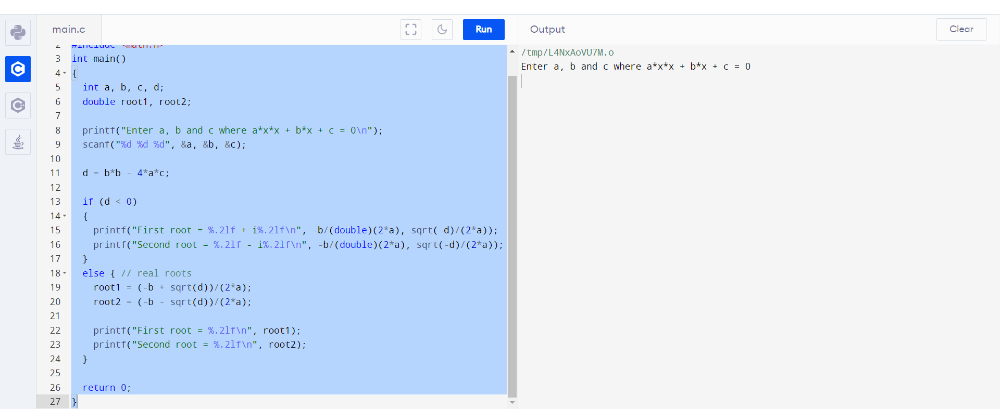 main.c
Run
Output
Clear
2 #include <math.h>
3 int main()
4 {
5 int a, b, c, d;
6 double root1, root2;
7
8 printf("Enter a, b and c where a*x*x + b*x + c = 0\n");
9 scanf("%d %d %d", &a, &b, &c);
10
11 d = b*b - 4*a*c;
12
13 if (d < 0)
14 {
15 printf("First root = %.2lf + i%.2lf\n", -b/(double)(2*a), sqrt(-d)/(2*a));
16 printf("Second root = %.2lf - i%.2lf\n", -b/(double)(2*a), sqrt(-d)/(2*a));
17 }
18 else { // real roots
19 root1 = (-b + sqrt(d))/(2*a);
20 root2 = (-b - sqrt(d))/(2*a);
21
22 printf("First root = %.2lf\n", root1);
23 printf("Second root = %.2lf\n", root2);
24 }
25
26 return 0;
27 }
/tmp/L4NxAoVU7M.o
Enter a, b and c where a*x*x + b*x + c = 0